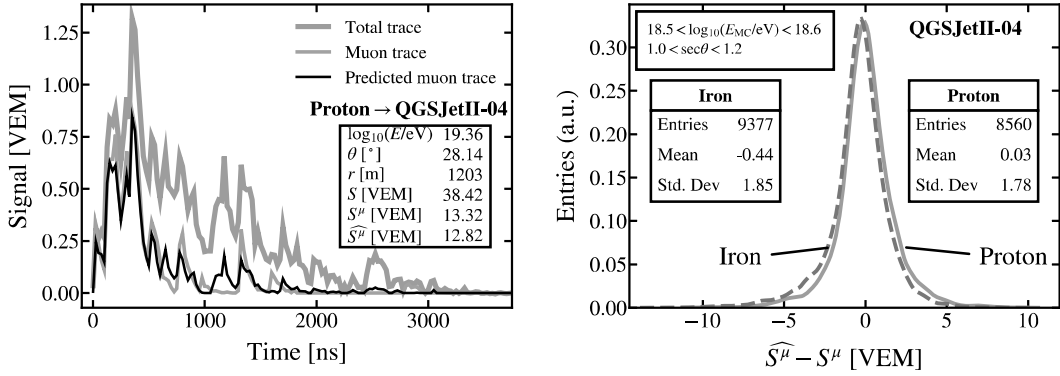 Total trace
Muon trace
Predicted muon trace
Proton → QGSJetII-04
log₁₀(E/eV) 19.36
θ [°] 28.14
r [m] 1203
S [VEM] 38.42
S^μ [VEM] 13.32
\widehat{S^μ} [VEM] 12.82
Signal [VEM]
1.25
1.00
0.75
0.50
0.25
0.00
0 1000 2000 3000
Time [ns]
18.5 < log₁₀(E_MC/eV) < 18.6
1.0 < secθ < 1.2
QGSJetII-04
Iron
Entries 9377
Mean -0.44
Std. Dev 1.85
Proton
Entries 8560
Mean 0.03
Std. Dev 1.78
Iron
Proton
Entries (a.u.)
0.30
0.25
0.20
0.15
0.10
0.05
0.00
−10 −5 0 5 10
\widehat{S^μ} − S^μ [VEM]